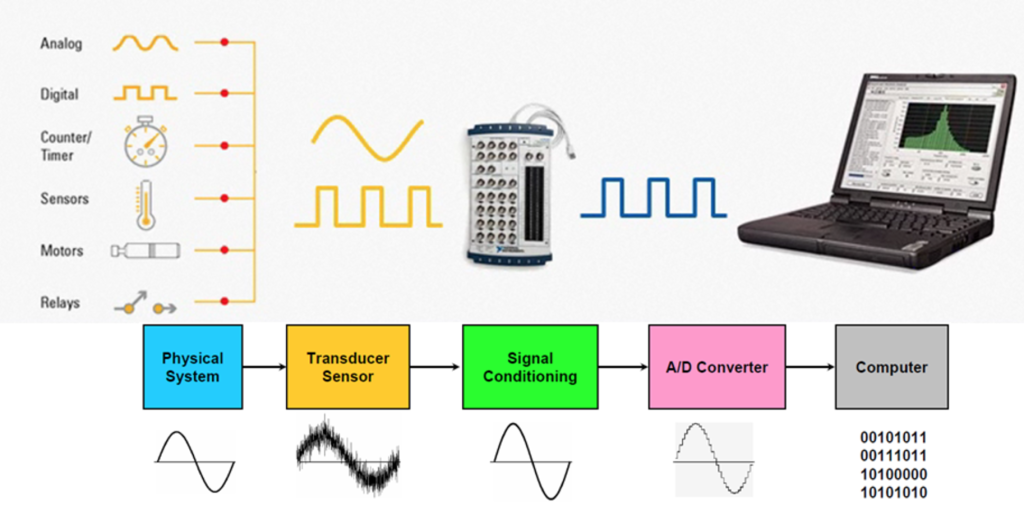 Analog
Digital
Counter/
Timer
Sensors
Motors
Relays
Physical
System
Transducer
Sensor
Signal
Conditioning
A/D Converter
Computer
00101011
00111011
10100000
10101010